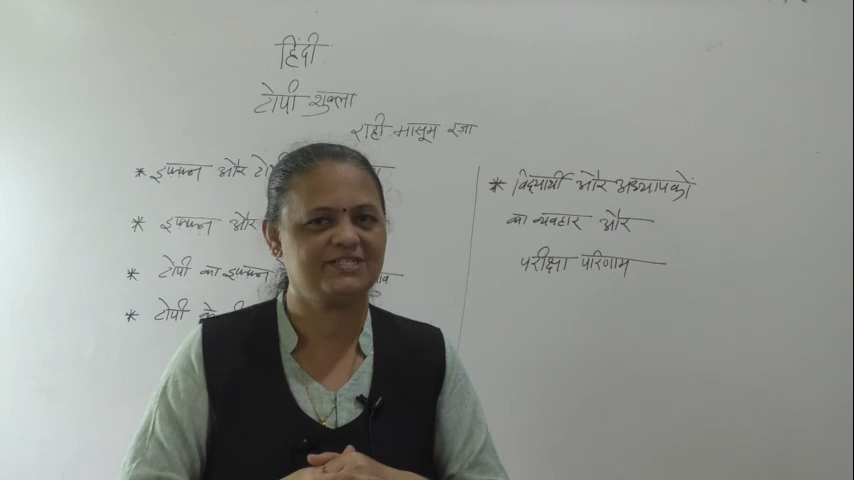 हिंदी
टोपी शुक्ला
राही मासूम रज़ा
* इफ़्फ़न और
* इफ़्फ़न और
* टोपी का इफ़्फ़न
* टोपी के
* विद्यार्थी और अध्यापकों
का व्यवहार और
परीक्षा परिणाम